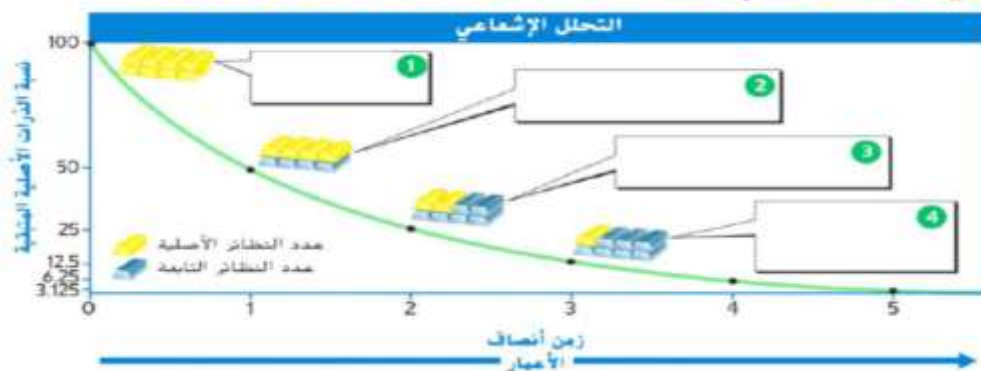 التحلل الإشعاعي
نسبة الذرات الأصلية المتبقية
100
50
25
12.5
6.25
3.125
1
2
3
4
عدد النظائر الأصلية
عدد النظائر التابعة
0 1 2 3 4 5
زمن أنصاف
الأعمار